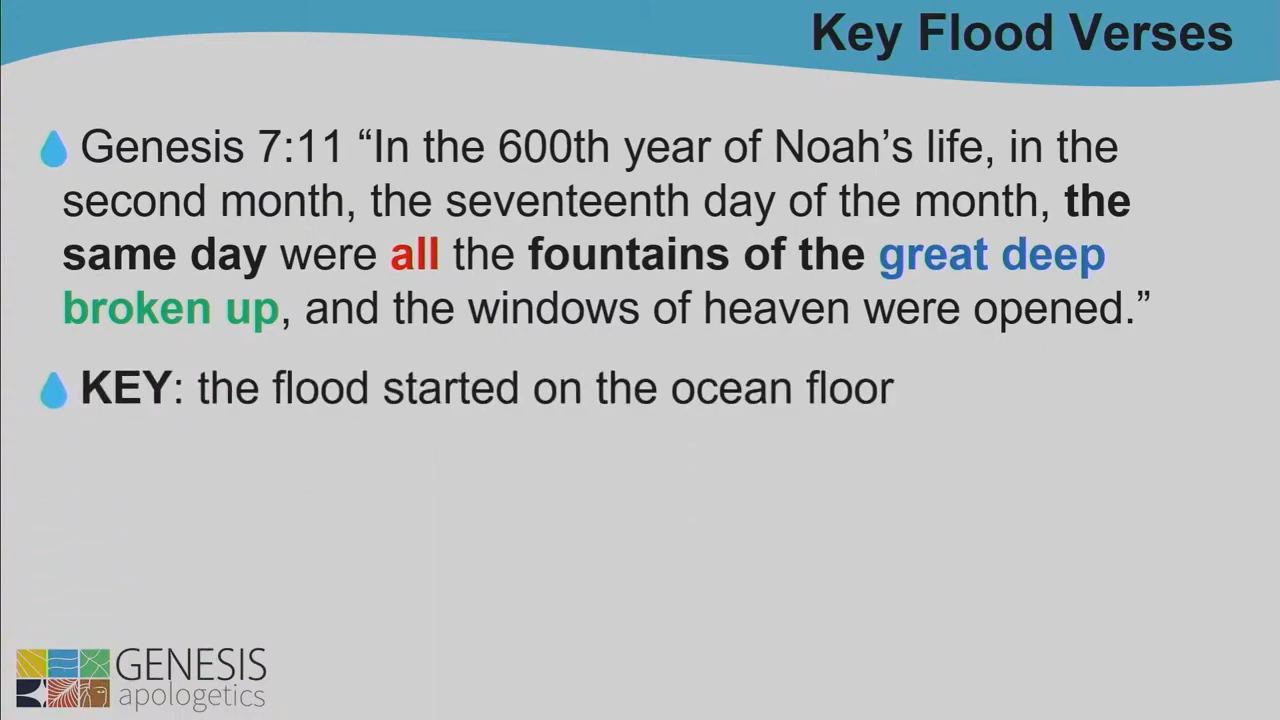 Key Flood Verses
Genesis 7:11 “In the 600th year of Noah’s life, in the
second month, the seventeenth day of the month, the
same day were all the fountains of the great deep
broken up, and the windows of heaven were opened.”
KEY: the flood started on the ocean floor
GENESIS
apologetics